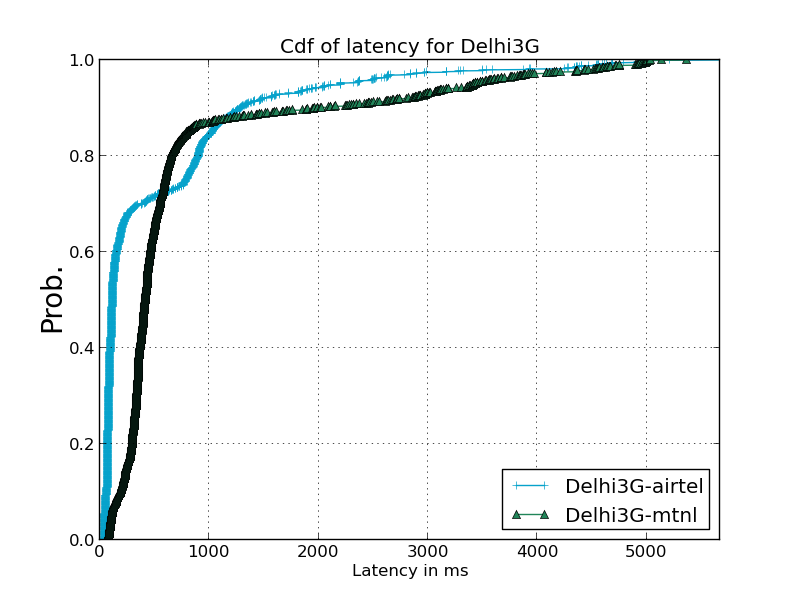 Cdf of latency for Delhi3G
1.0
0.8
0.6
0.4
0.2
0.0
Prob.
0 1000 2000 3000 4000 5000
Latency in ms
Delhi3G-airtel
Delhi3G-mtnl